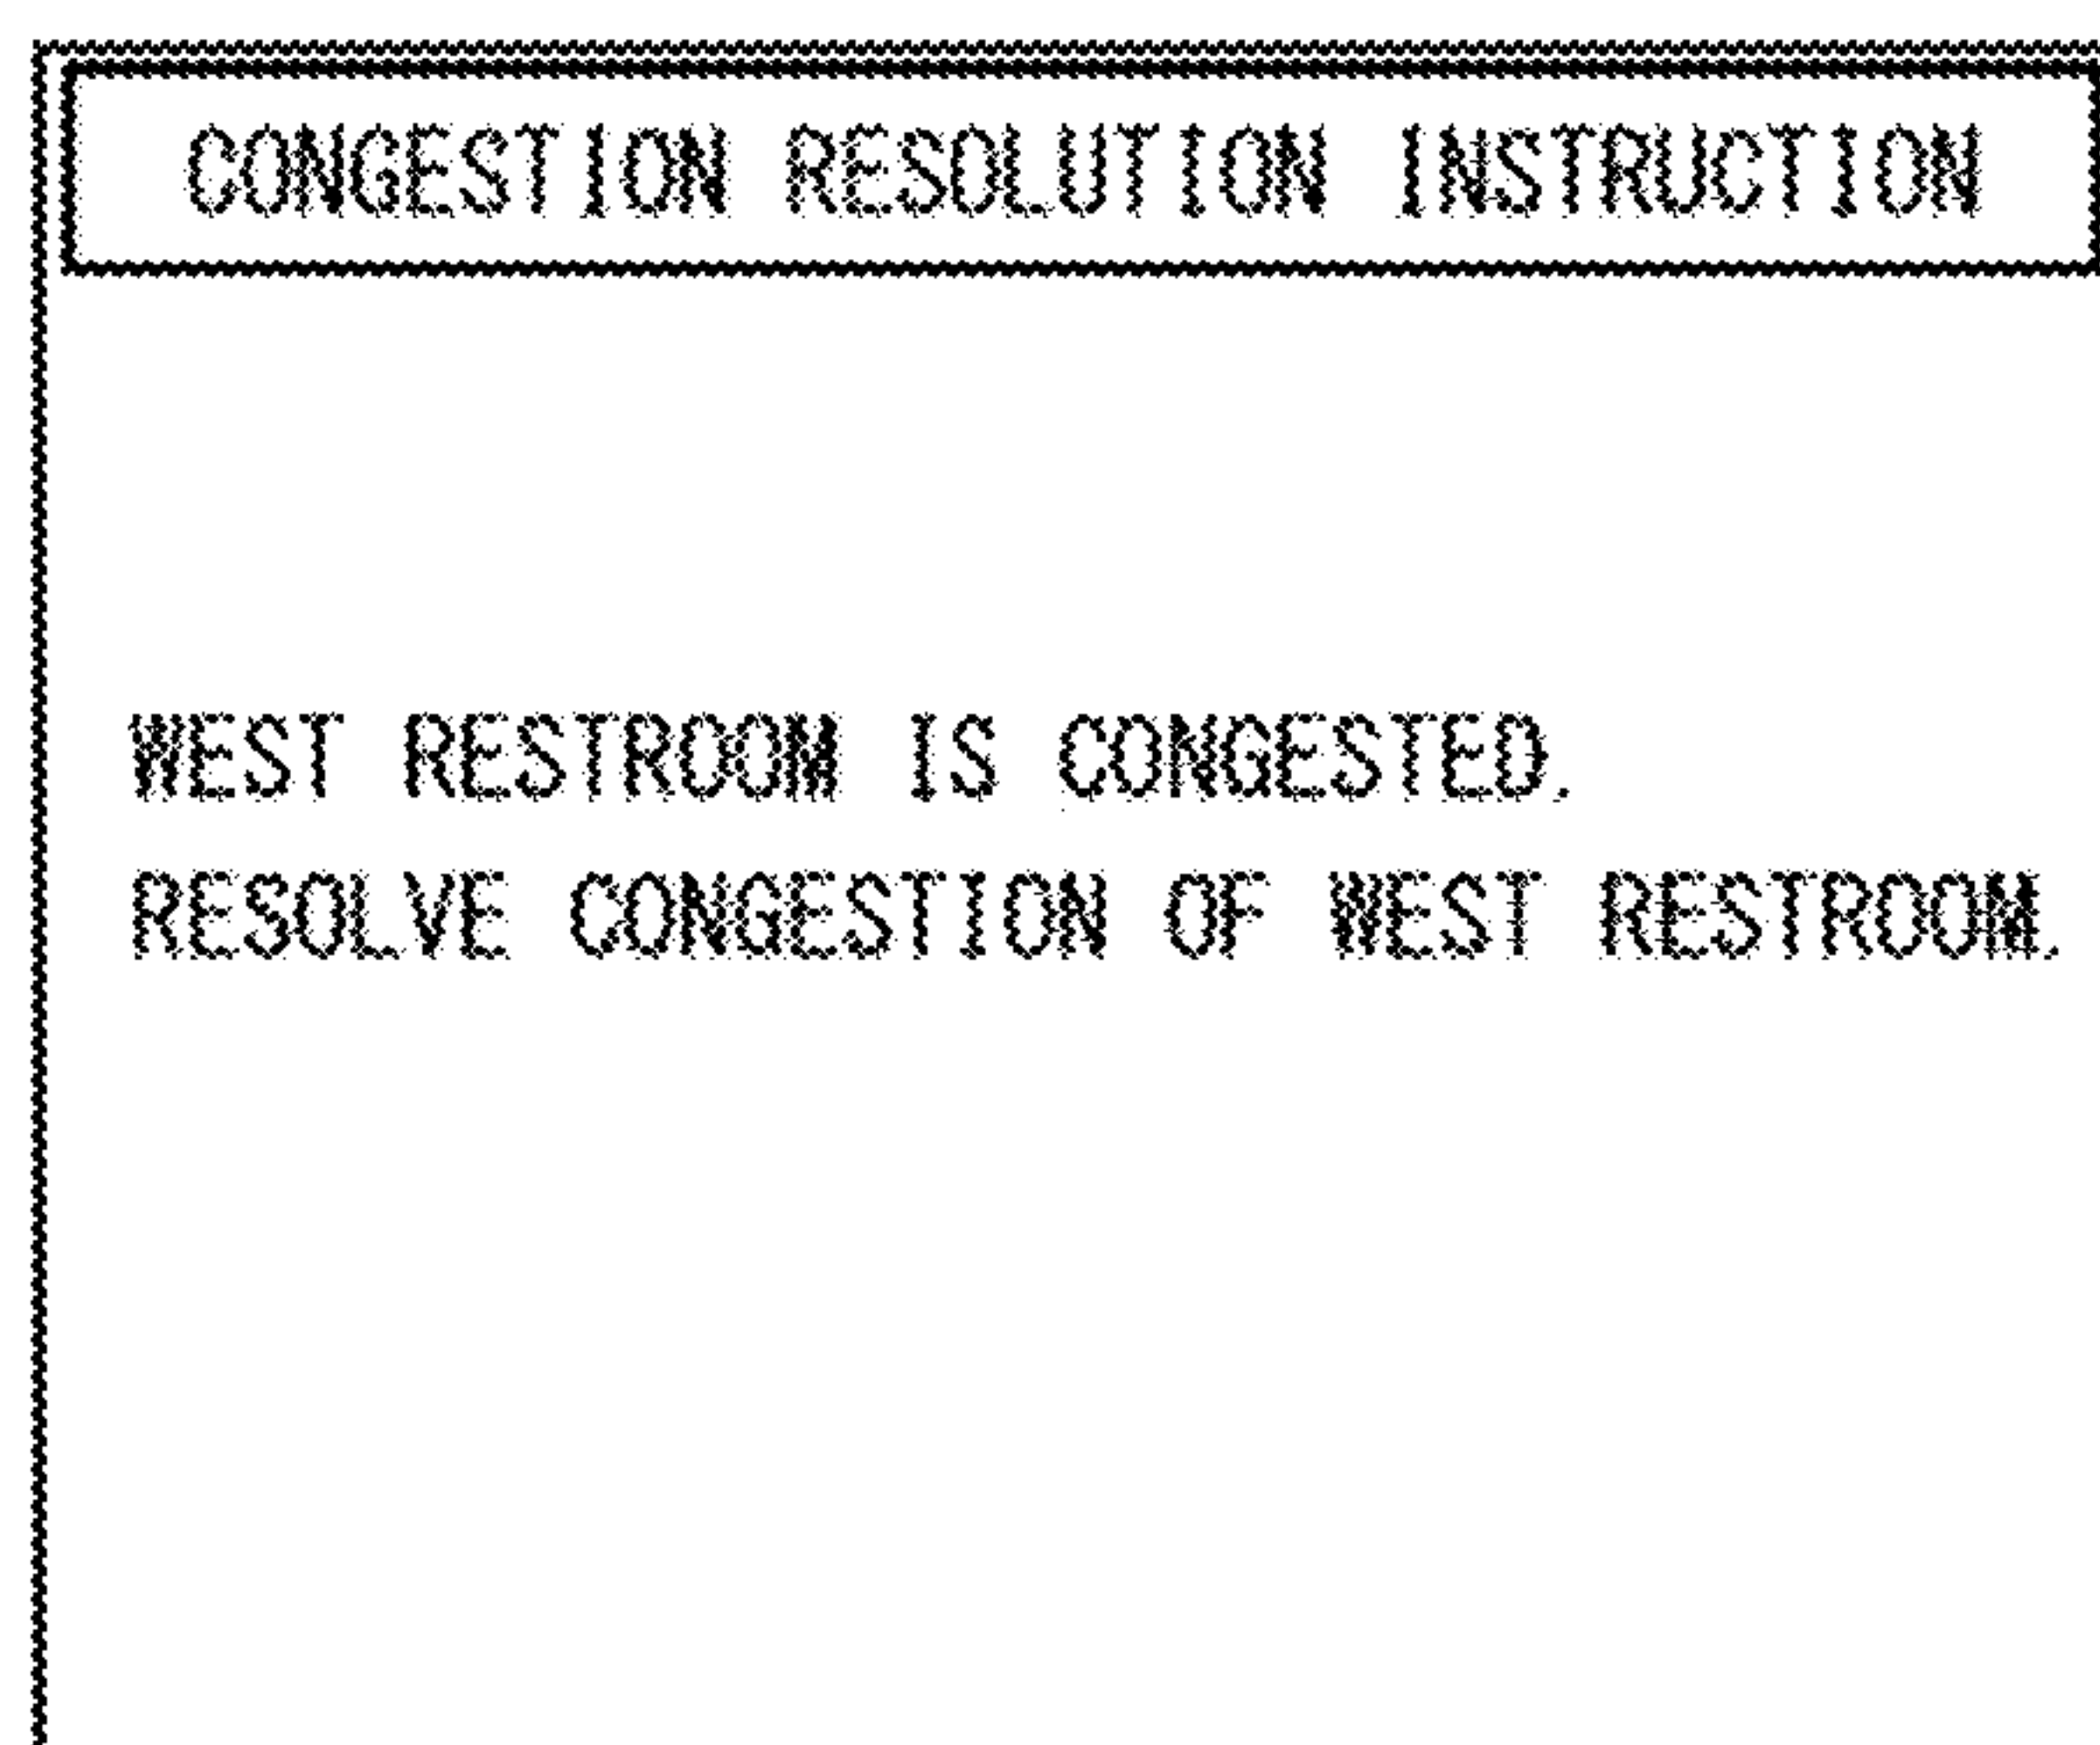 CONGESTION RESOLUTION INSTRUCTION
WEST RESTROOM IS CONGESTED.
RESOLVE CONGESTION OF WEST RESTROOM.